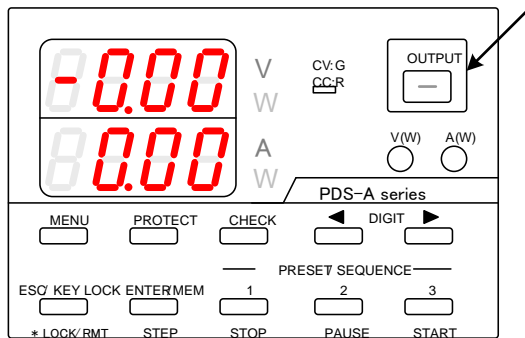 -0.00 V
W
CV:G
CC:R
OUTPUT
0.00 A
W
V(W) A(W)
PDS-A series
MENU PROTECT CHECK ◀ DIGIT ▶
PRESET/ SEQUENCE
ESC/ KEY LOCK ENTER/MEM 1 2 3
* LOCK/RMT STEP STOP PAUSE START